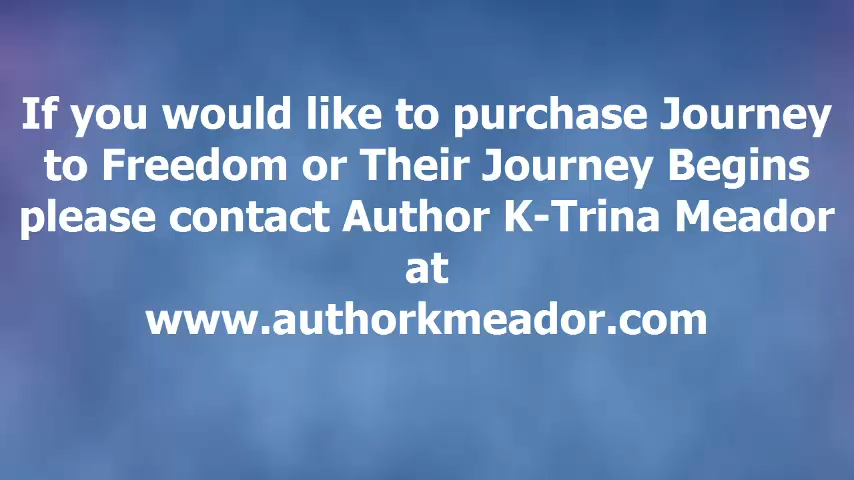 If you would like to purchase Journey
to Freedom or Their Journey Begins
please contact Author K-Trina Meador
at
www.authorkmeador.com